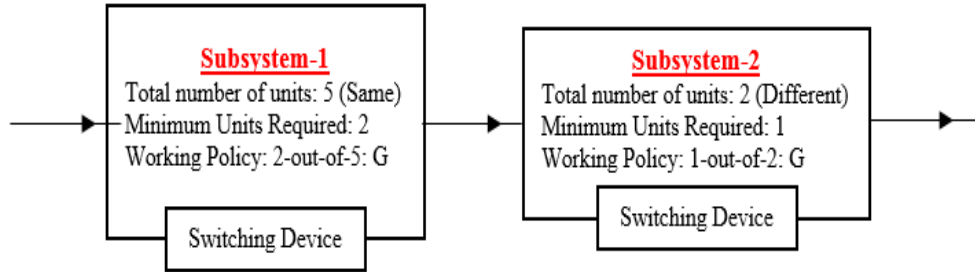 Subsystem-1
Total number of units: 5 (Same)
Minimum Units Required: 2
Working Policy: 2-out-of-5: G
Switching Device
Subsystem-2
Total number of units: 2 (Different)
Minimum Units Required: 1
Working Policy: 1-out-of-2: G
Switching Device